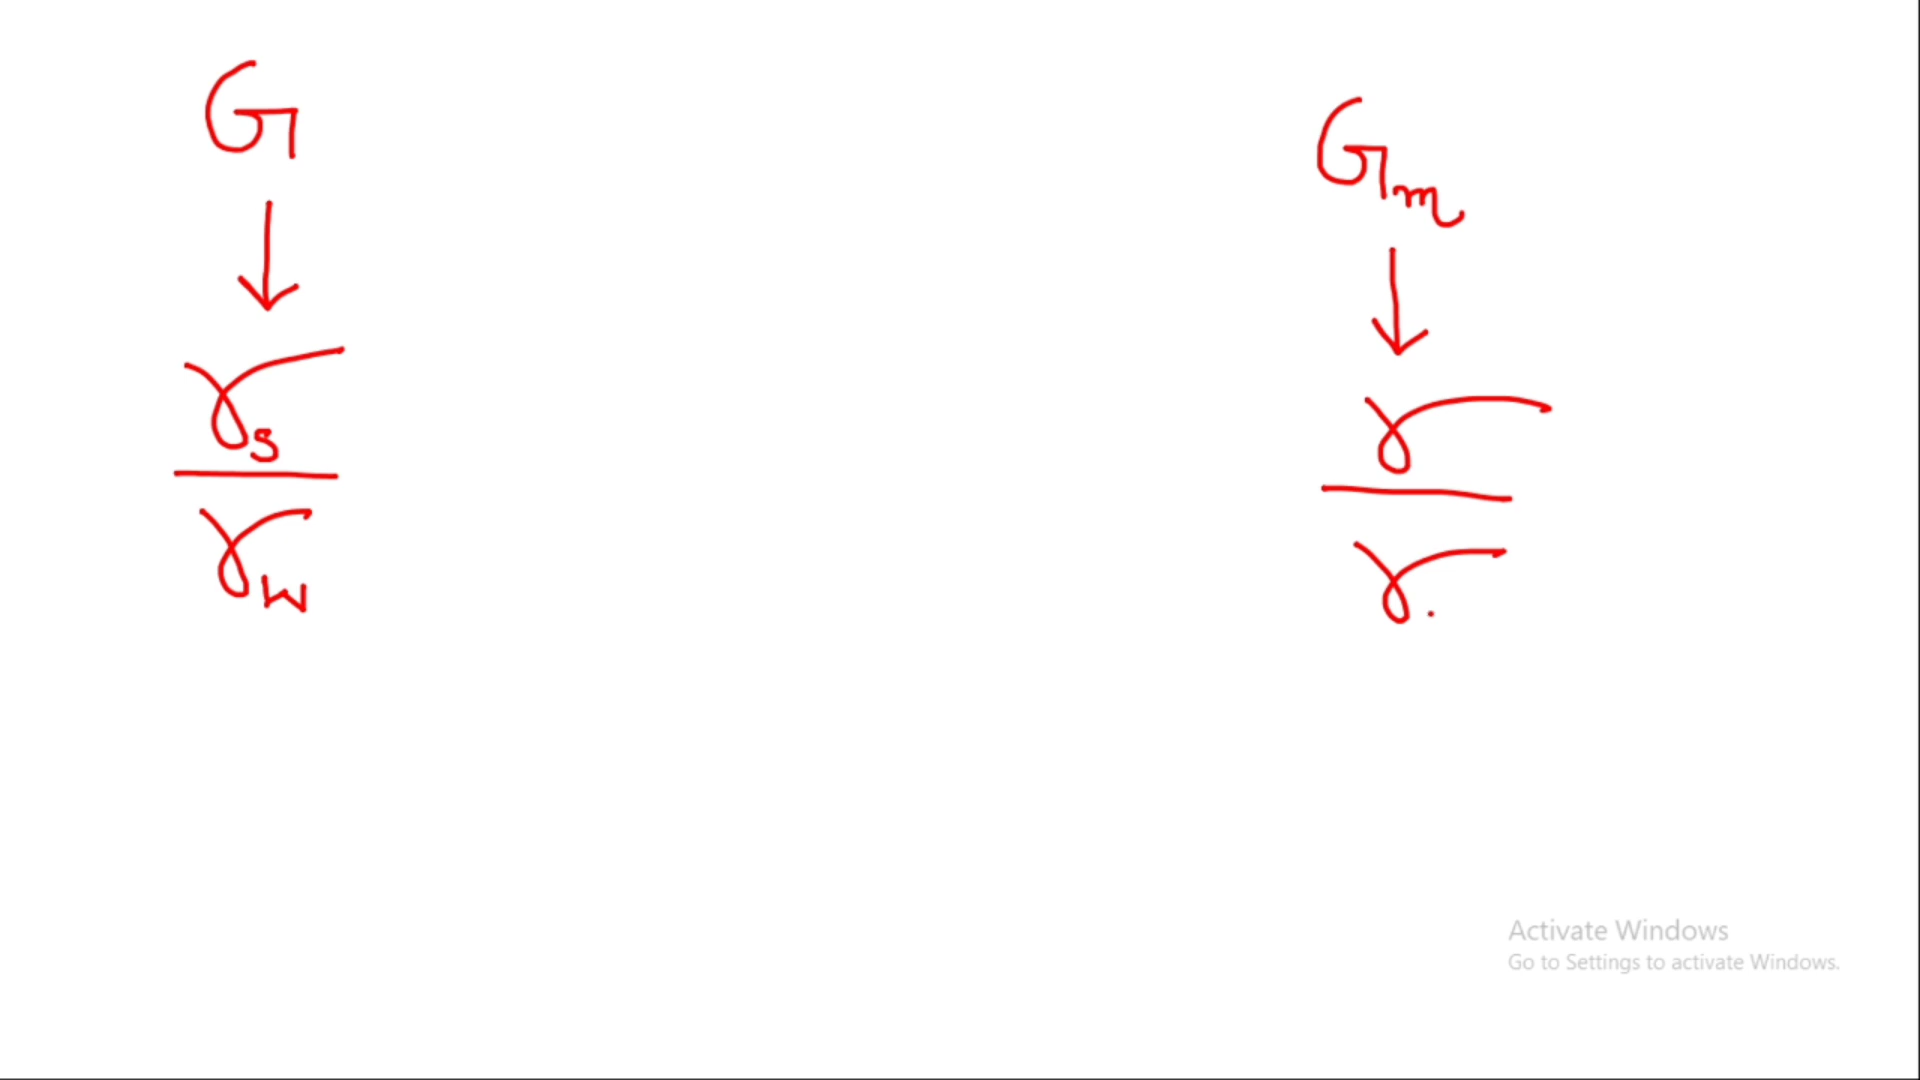 G
↓
γs
γw
Gm
↓
γ
γ.
Activate Windows
Go to Settings to activate Windows.